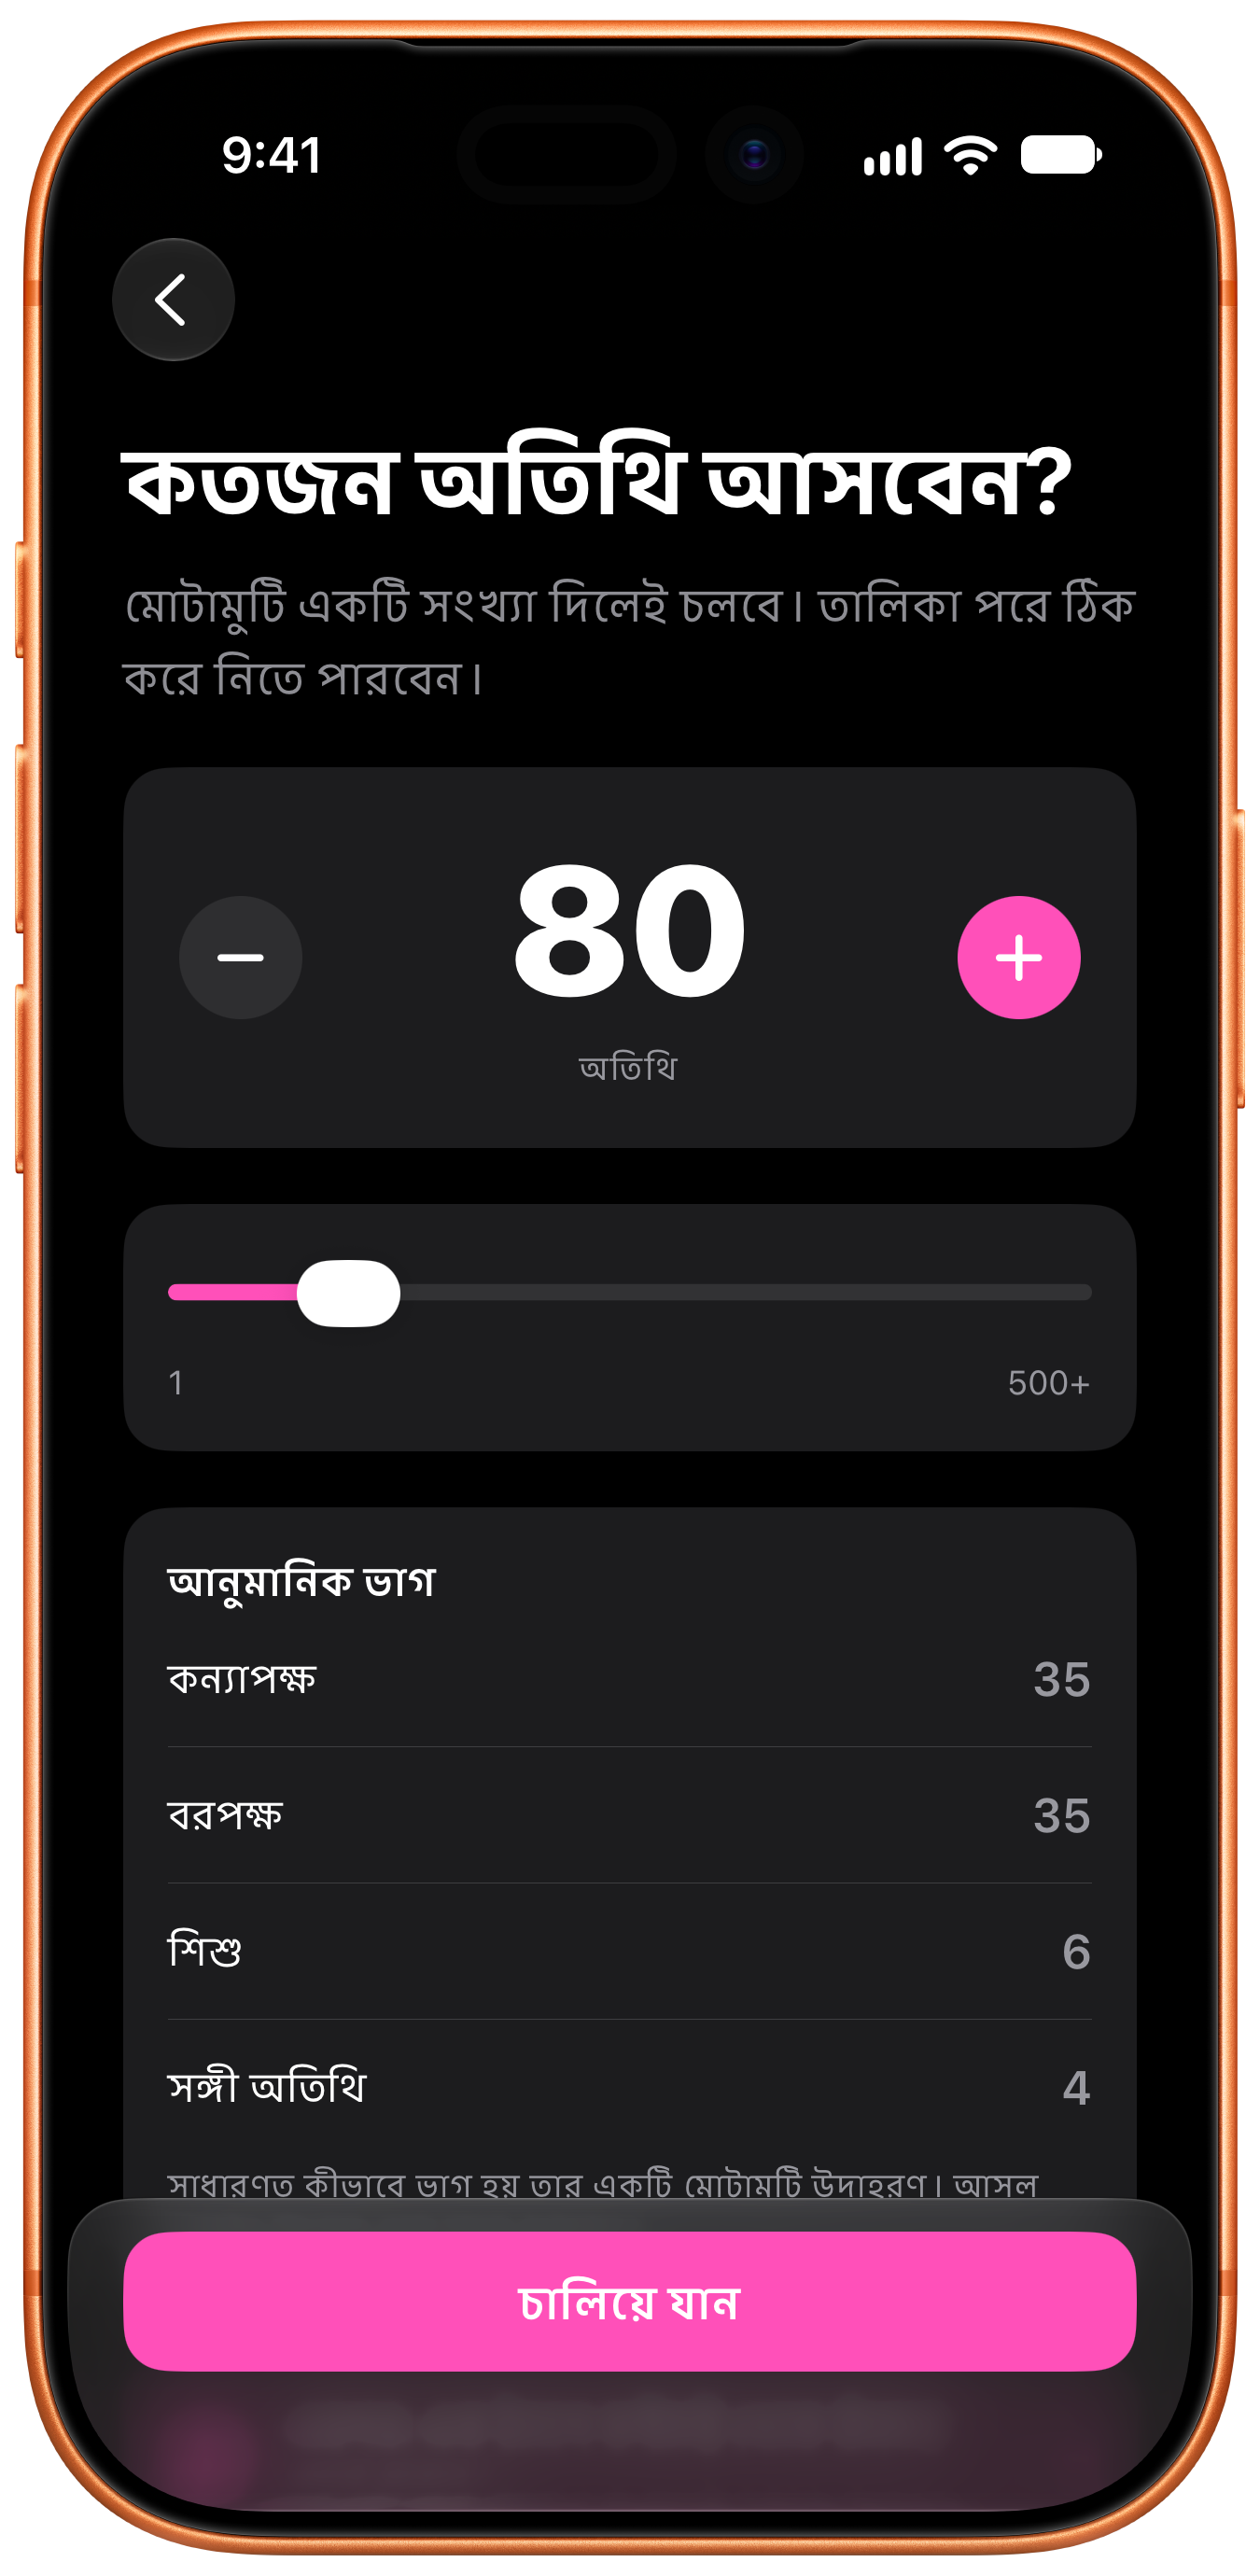 9:41
কতজন অতিথি আসবেন?
মোটামুটি একটি সংখ্যা দিলেই চলবে। তালিকা পরে ঠিক
করে নিতে পারবেন।
80
অতিথি
1
500+
আনুমানিক ভাগ
কন্যাপক্ষ
35
বরপক্ষ
35
শিশু
6
সঙ্গী অতিথি
4
সাধারণত কীভাবে ভাগ হয় তার একটি মোটামুটি উদাহরণ। আসল
চালিয়ে যান